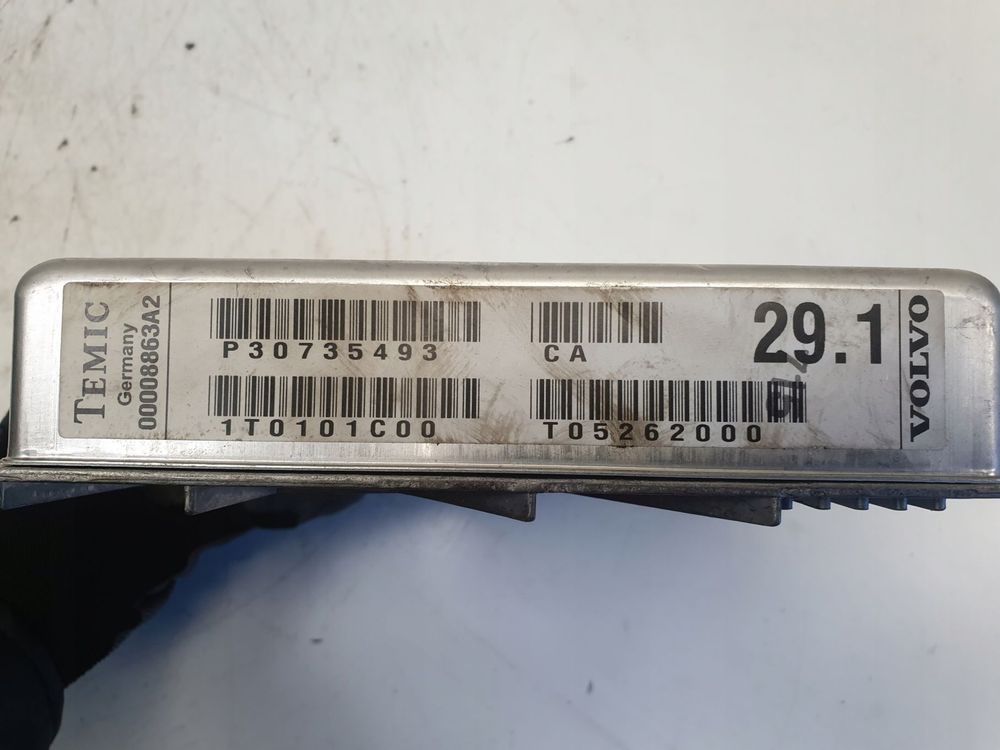 TEMIC
Germany
00008863A2
P30735493
CA
29.1
1T0101C00
T05262000
VOLVO